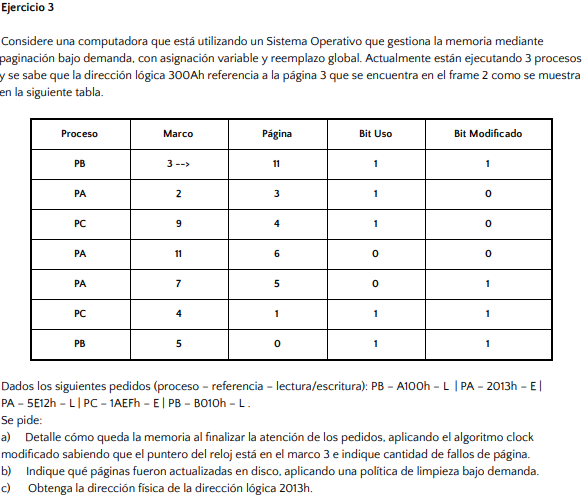 Ejercicio 3
Considere una computadora que está utilizando un Sistema Operativo que gestiona la memoria mediante
paginación bajo demanda, con asignación variable y reemplazo global. Actualmente están ejecutando 3 procesos
y se sabe que la dirección lógica 300Ah referencia a la página 3 que se encuentra en el frame 2 como se muestra
en la siguiente tabla.
Proceso Marco Página Bit Uso Bit Modificado
PB 3 --> 11 1 1
PA 2 3 1 0
PC 9 4 1 0
PA 11 6 0 0
PA 7 5 0 1
PC 4 1 1 1
PB 5 0 1 1
Dados los siguientes pedidos (proceso – referencia – lectura/escritura): PB – A100h – L | PA – 2013h – E |
PA – 5E12h – L | PC – 1AEFh – E | PB – B010h – L .
Se pide:
a) Detalle cómo queda la memoria al finalizar la atención de los pedidos, aplicando el algoritmo clock
modificado sabiendo que el puntero del reloj está en el marco 3 e indique cantidad de fallos de página.
b) Indique qué páginas fueron actualizadas en disco, aplicando una política de limpieza bajo demanda.
c) Obtenga la dirección física de la dirección lógica 2013h.